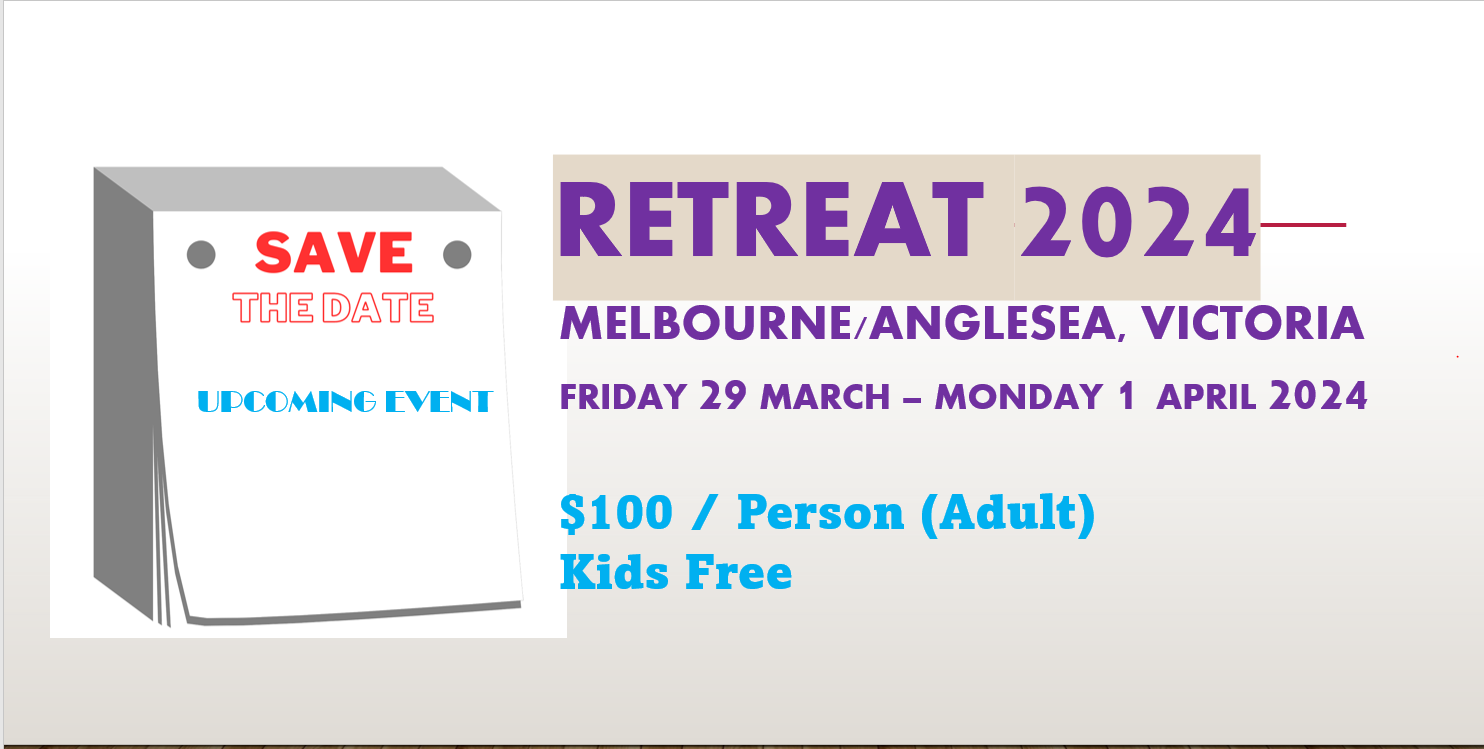 SAVE
THE DATE
UPCOMING EVENT
RETREAT 2024
MELBOURNE/ANGLESEA, VICTORIA
FRIDAY 29 MARCH – MONDAY 1 APRIL 2024
$100 / Person (Adult)
Kids Free